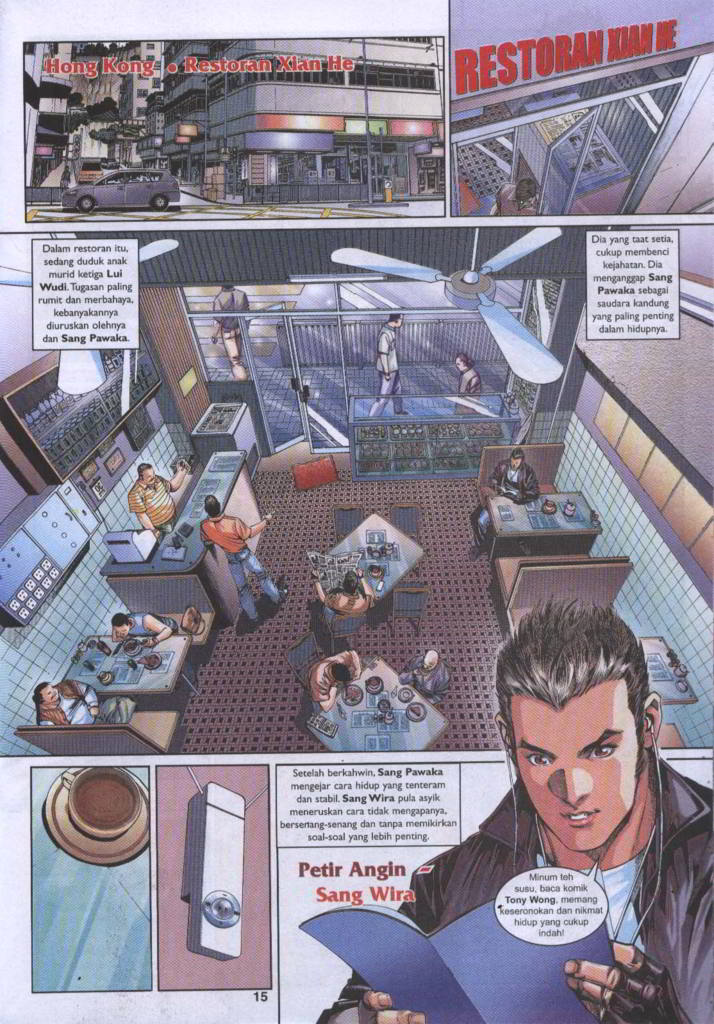 Hong Kong • Restoran Xian He
RESTORAN XIAN HE
Dalam restoran itu,
sedang duduk anak
murid ketiga Lui
Wudi. Tugasan paling
rumit dan merbahaya,
kebanyakannya
diuruskan olehnya
dan Sang Pawaka.
Dia yang taat setia,
cukup membenci
kejahatan. Dia
menganggap Sang
Pawaka sebagai
saudara kandung
yang paling penting
dalam hidupnya.
Setelah berkahwin, Sang Pawaka
mengejar cara hidup yang tenteram
dan stabil. Sang Wira pula asyik
meneruskan cara tidak mengapanya,
bersertang-senang dan tanpa memikirkan
soal-soal yang lebih penting.
Petir Angin
Sang Wira
Minum teh
susu, baca komik
Tony Wong, memang
keseronokan dan nikmat
hidup yang cukup
indah!
15